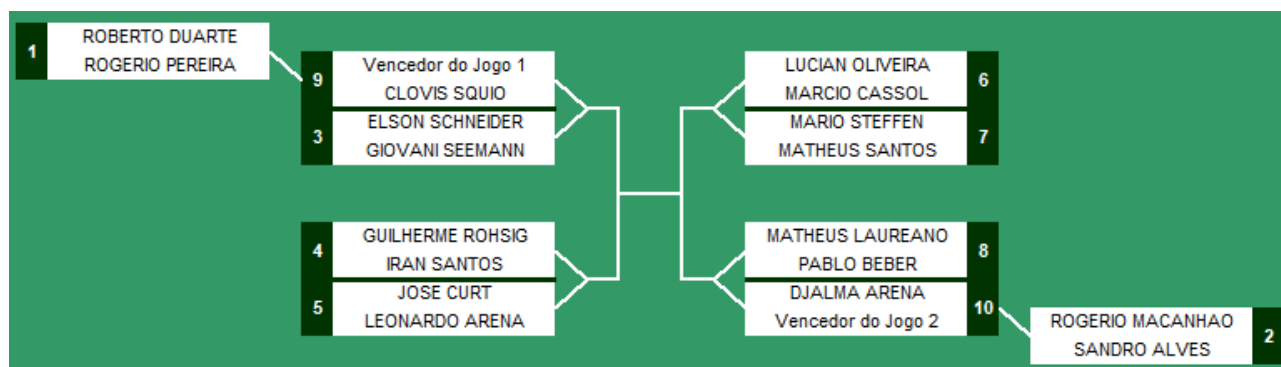 1
ROBERTO DUARTE
ROGERIO PEREIRA
9
Vencedor do Jogo 1
CLOVIS SQUIO
3
ELSON SCHNEIDER
GIOVANI SEEMANN
4
GUILHERME ROHSIG
IRAN SANTOS
5
JOSE CURT
LEONARDO ARENA
LUCIAN OLIVEIRA
MARCIO CASSOL
6
MARIO STEFFEN
MATHEUS SANTOS
7
MATHEUS LAUREANO
PABLO BEBER
8
DJALMA ARENA
Vencedor do Jogo 2
10
ROGERIO MACANHAO
SANDRO ALVES
2